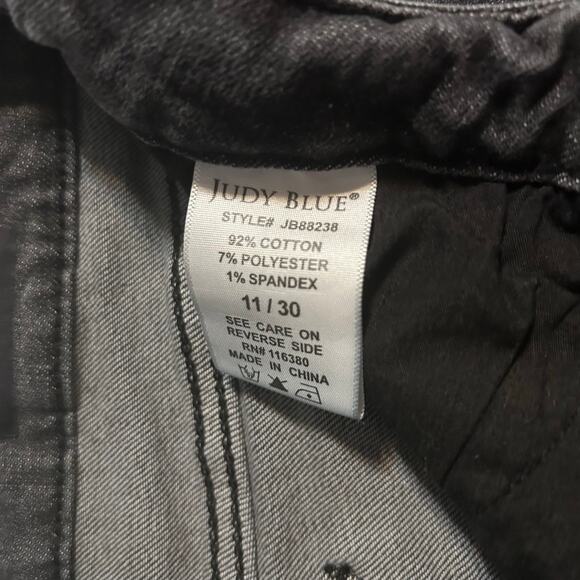 JUDY BLUE®
STYLE# JB88238
92% COTTON
7% POLYESTER
1% SPANDEX
11 / 30
SEE CARE ON
REVERSE SIDE
RN# 116380
MADE IN CHINA